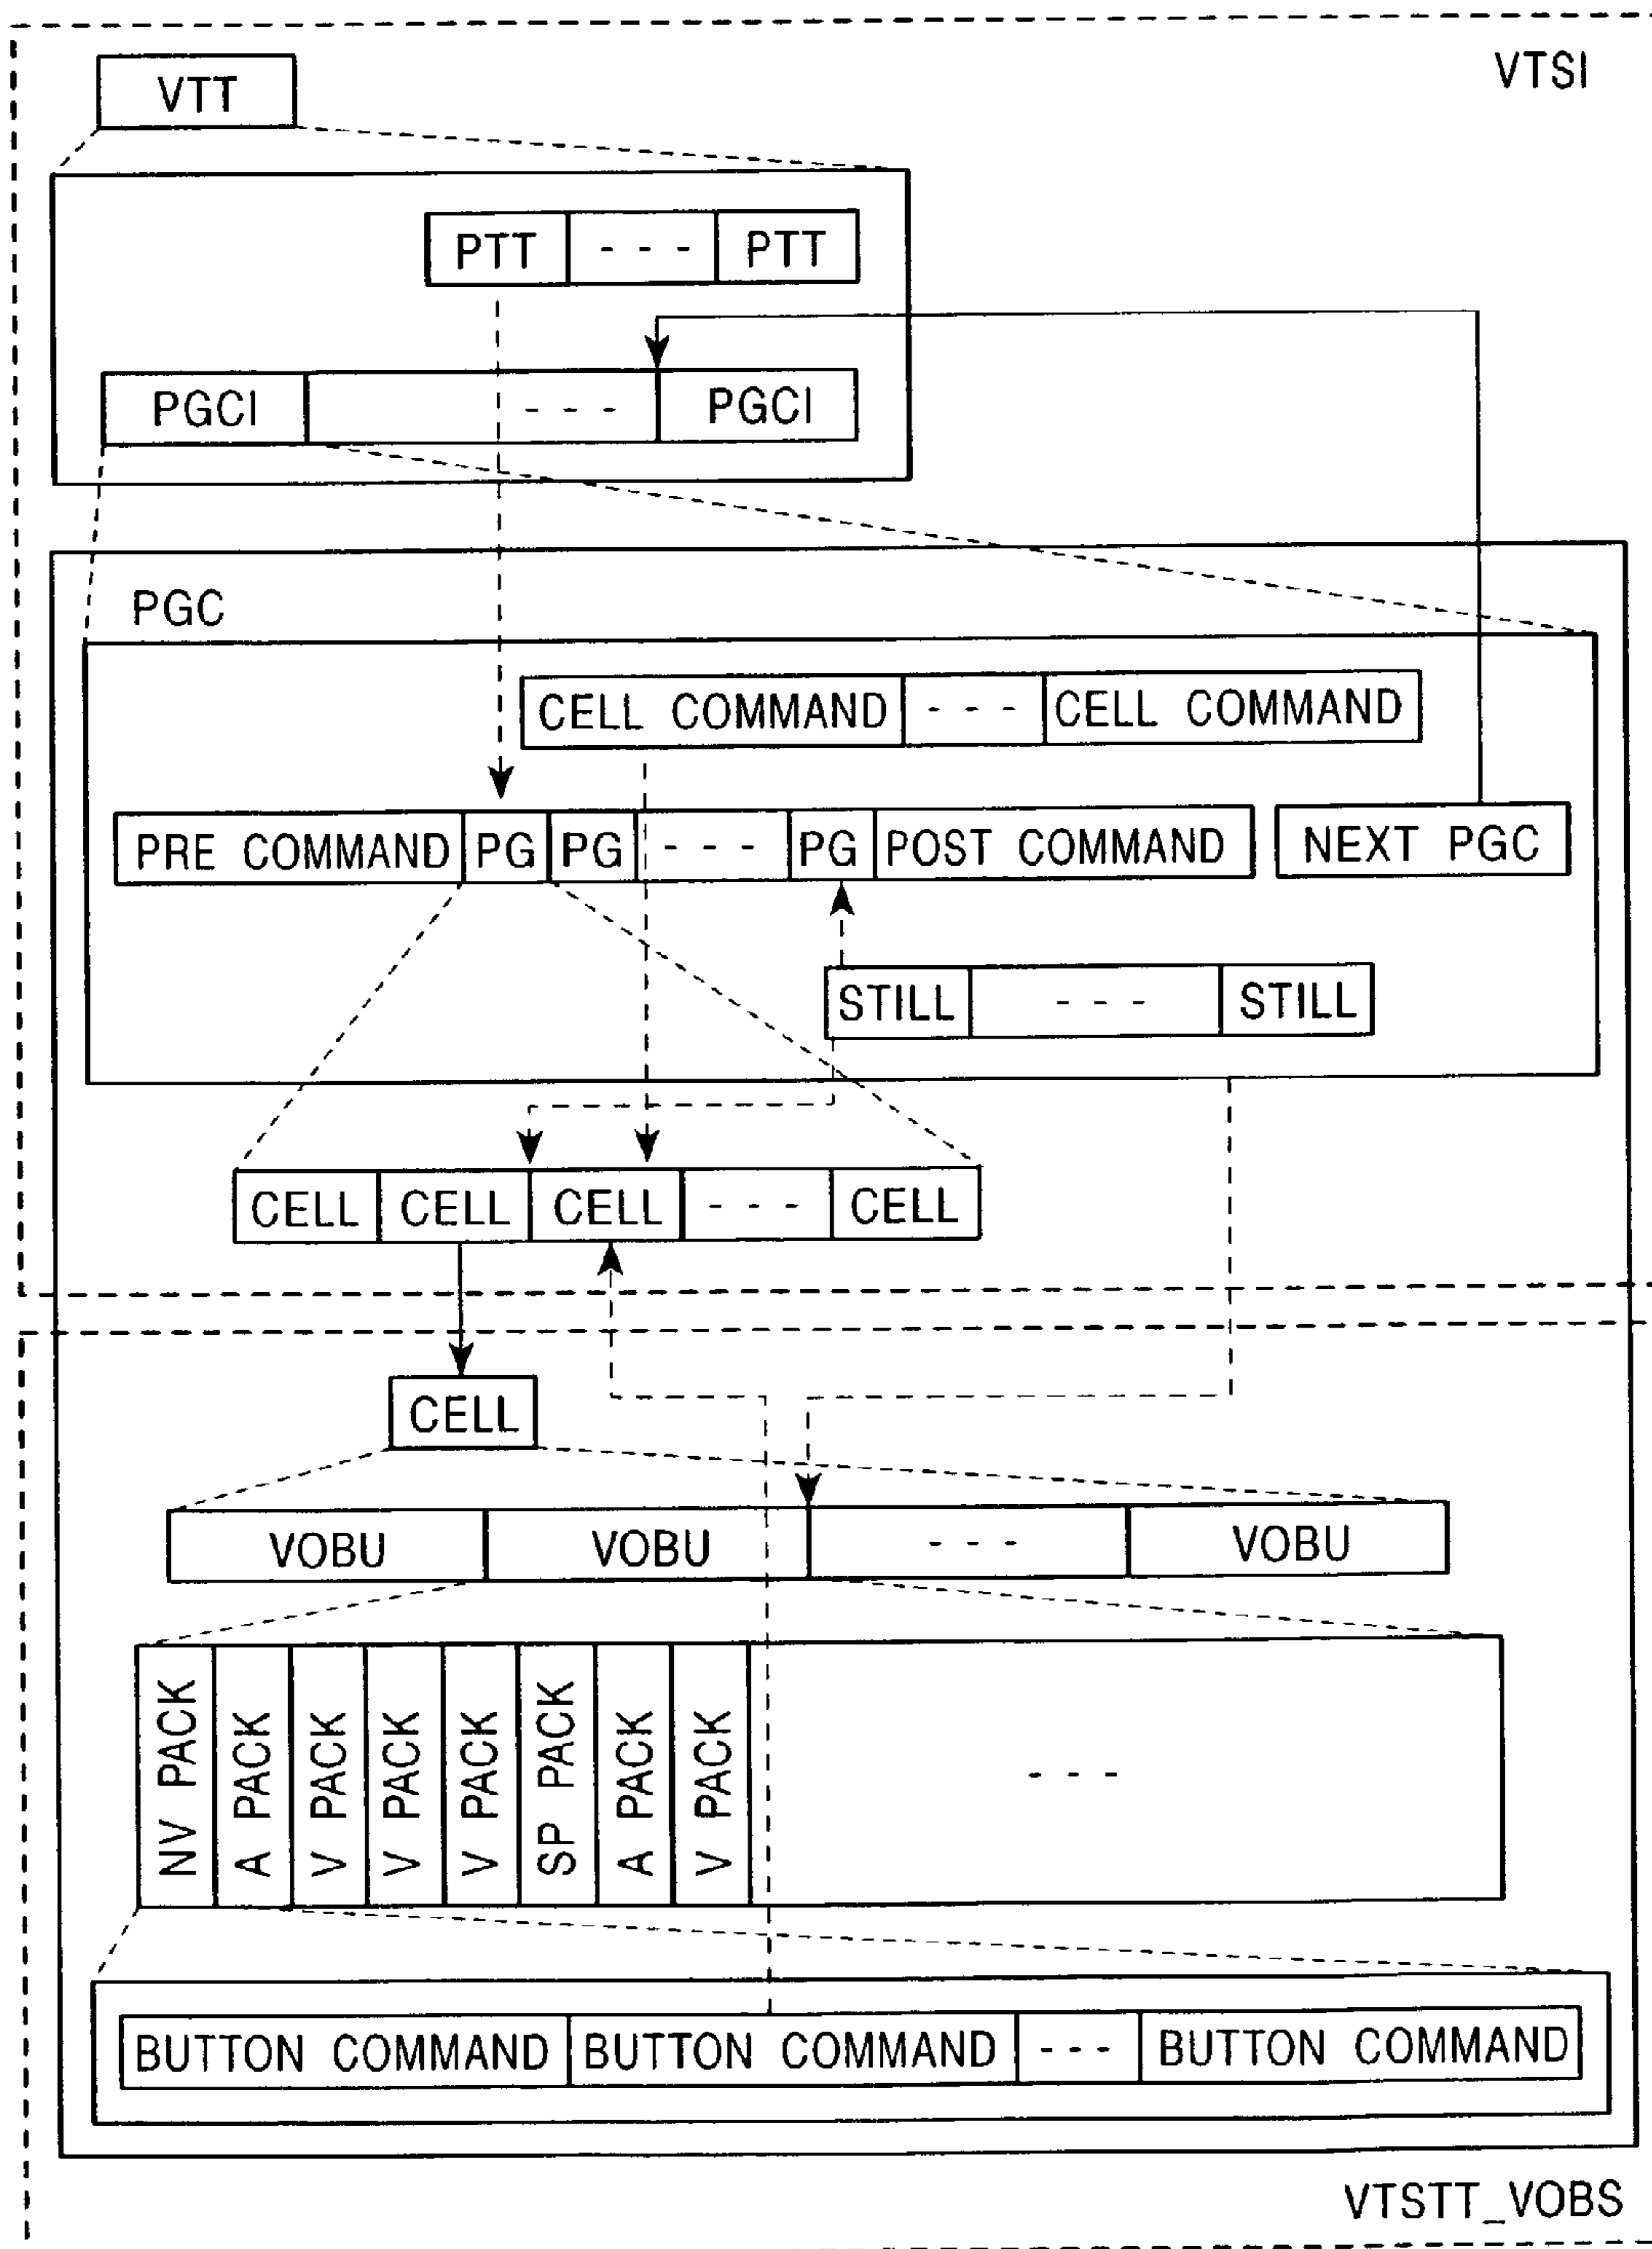 VTSI
VTT
PTT - - - PTT
PGCI - - - PGCI
PGC
CELL COMMAND - - - CELL COMMAND
PRE COMMAND PG PG - - - PG POST COMMAND NEXT PGC
STILL - - - STILL
CELL CELL CELL - - - CELL
CELL
VOBU VOBU - - - VOBU
NV PACK
A PACK
V PACK
V PACK
V PACK
SP PACK
A PACK
V PACK
- - -
BUTTON COMMAND BUTTON COMMAND - - - BUTTON COMMAND
VTSTT_VOBS